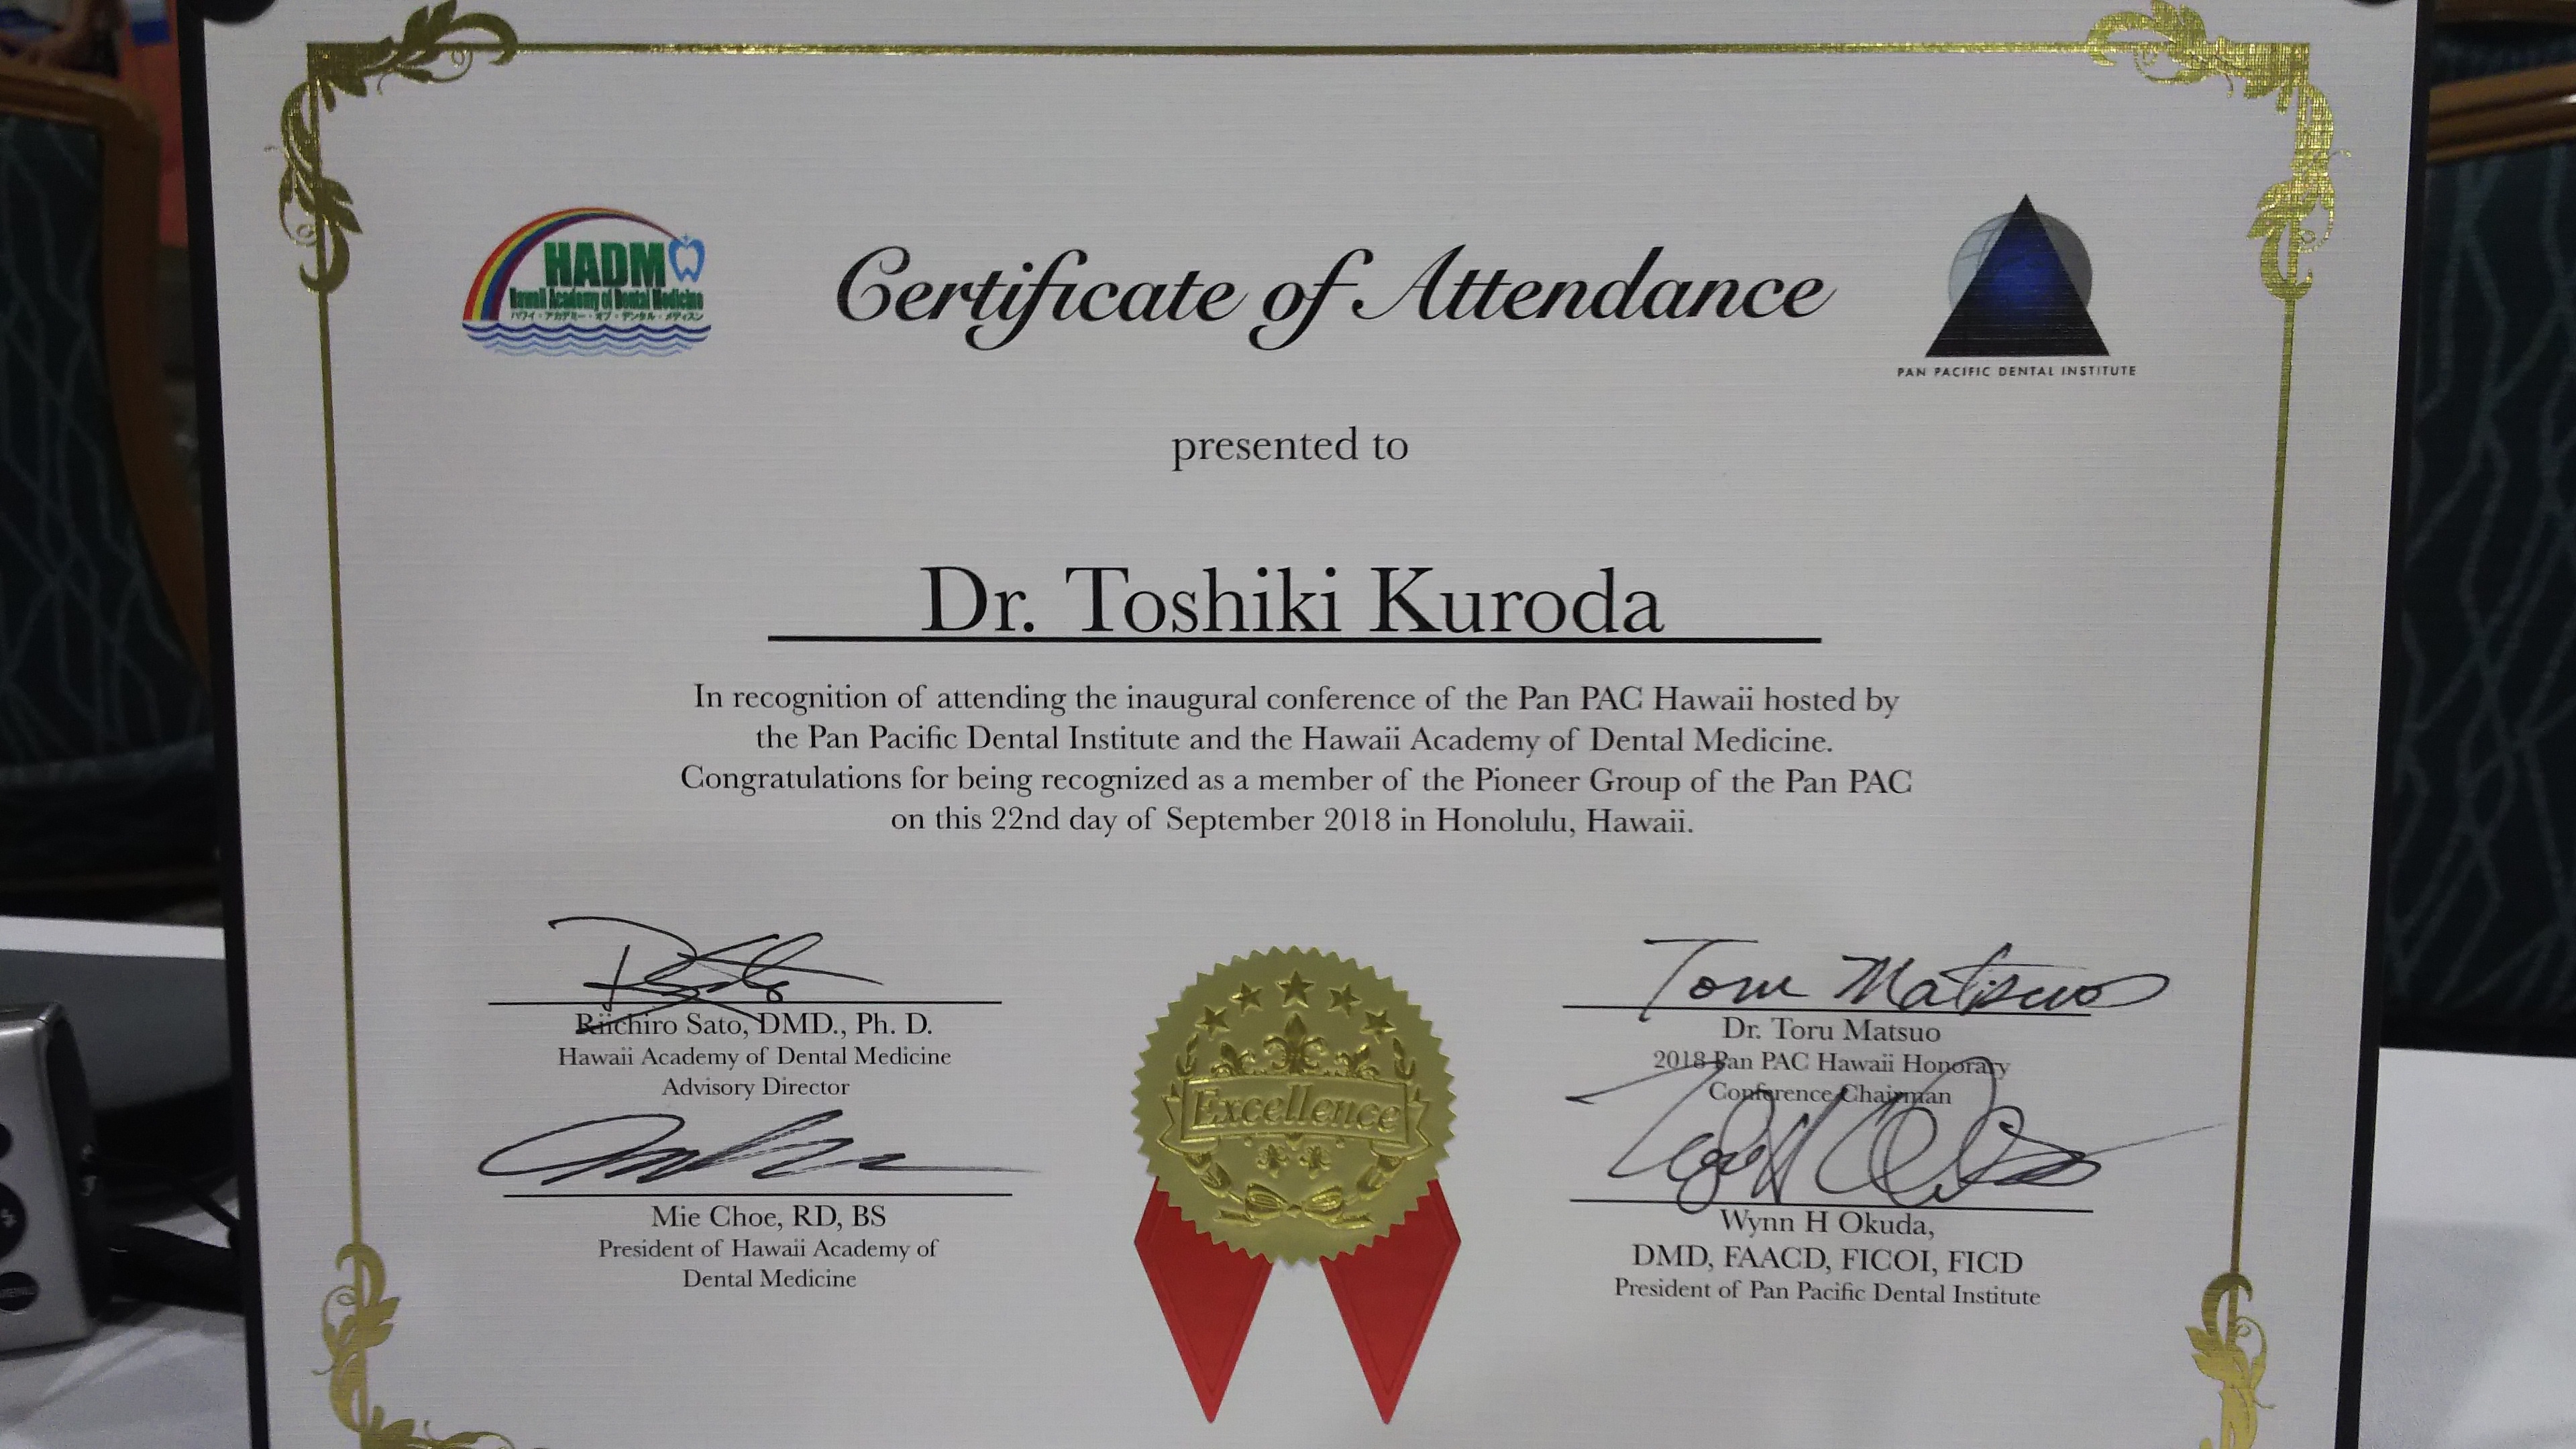 HADM
Hawaii Academy of Dental Medicine
ハワイ・アカデミー・オブ・デンタル・メディスン
Certificate of Attendance
PAN PACIFIC DENTAL INSTITUTE
presented to
Dr. Toshiki Kuroda
In recognition of attending the inaugural conference of the Pan PAC Hawaii hosted by
the Pan Pacific Dental Institute and the Hawaii Academy of Dental Medicine.
Congratulations for being recognized as a member of the Pioneer Group of the Pan PAC
on this 22nd day of September 2018 in Honolulu, Hawaii.
Riichiro Sato, DMD., Ph. D.
Hawaii Academy of Dental Medicine
Advisory Director
Mie Choe, RD, BS
President of Hawaii Academy of
Dental Medicine
Excellence
Toru Matsuo
Dr. Toru Matsuo
2018 Pan PAC Hawaii Honorary
Conference Chairman
Wynn H Okuda,
DMD, FAACD, FICOI, FICD
President of Pan Pacific Dental Institute